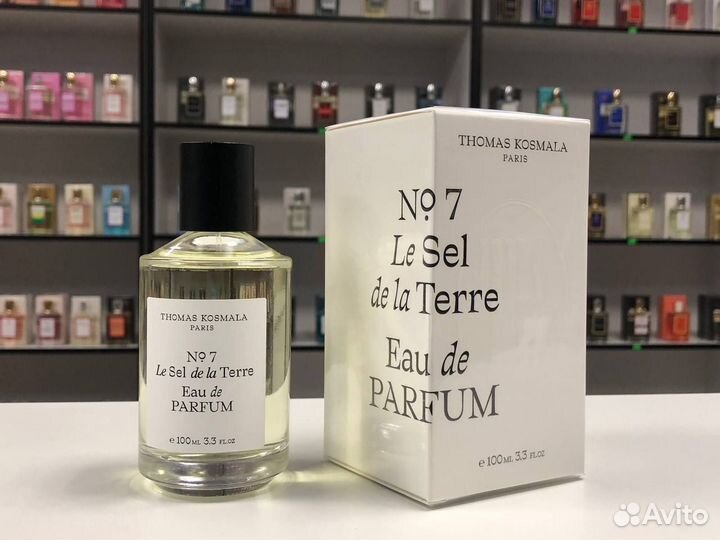 THOMAS KOSMALA
PARIS
Nº 7
Le Sel
de la Terre
Eau de
PARFUM
e 100ML 3.3 FL.OZ
THOMAS KOSMALA
PARIS
Nº 7
Le Sel de la Terre
Eau de
PARFUM
e 100ML 3.3 FL.OZ
Avito